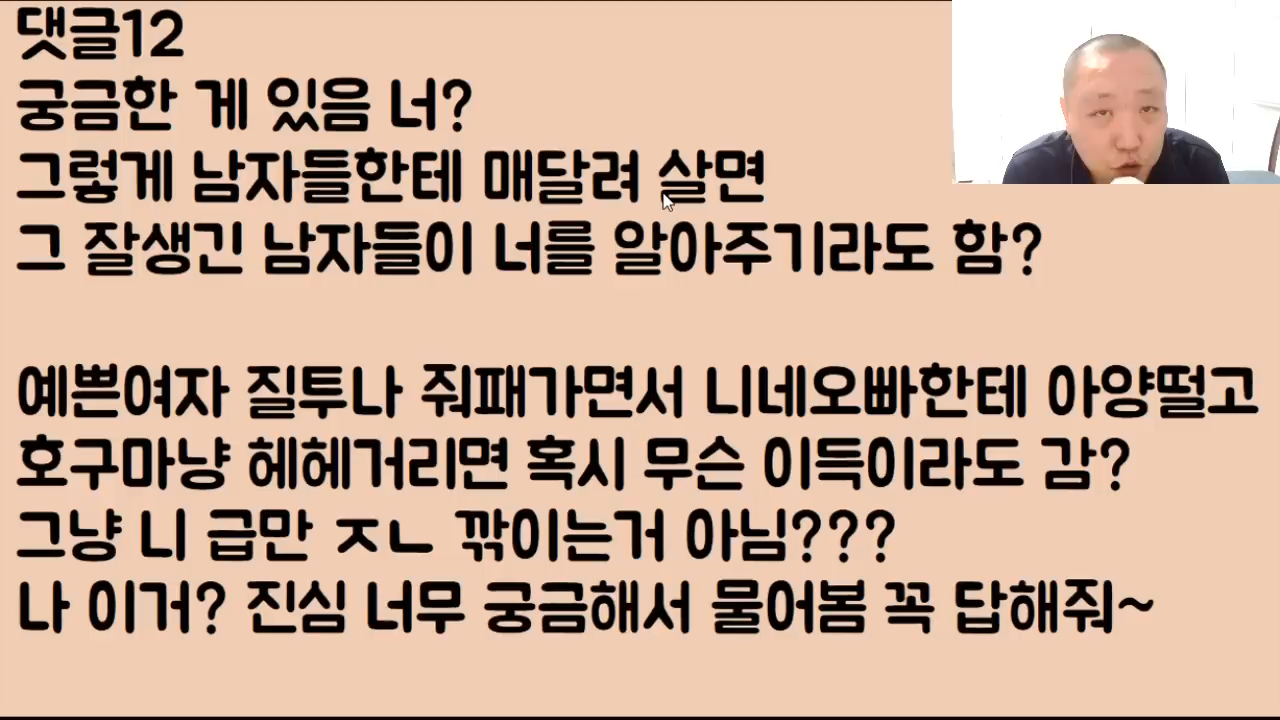 댓글12
궁금한 게 있음 너?
그렇게 남자들한테 매달려 살면
그 잘생긴 남자들이 너를 알아주기라도 함?
예쁜여자 질투나 줘패가면서 니네오빠한테 아양떨고
호구마냥 헤헤거리면 혹시 무슨 이득이라도 감?
그냥 니 급만 ㅈㄴ 깎이는거 아님???
나 이거? 진심 너무 궁금해서 물어봄 꼭 답해줘~